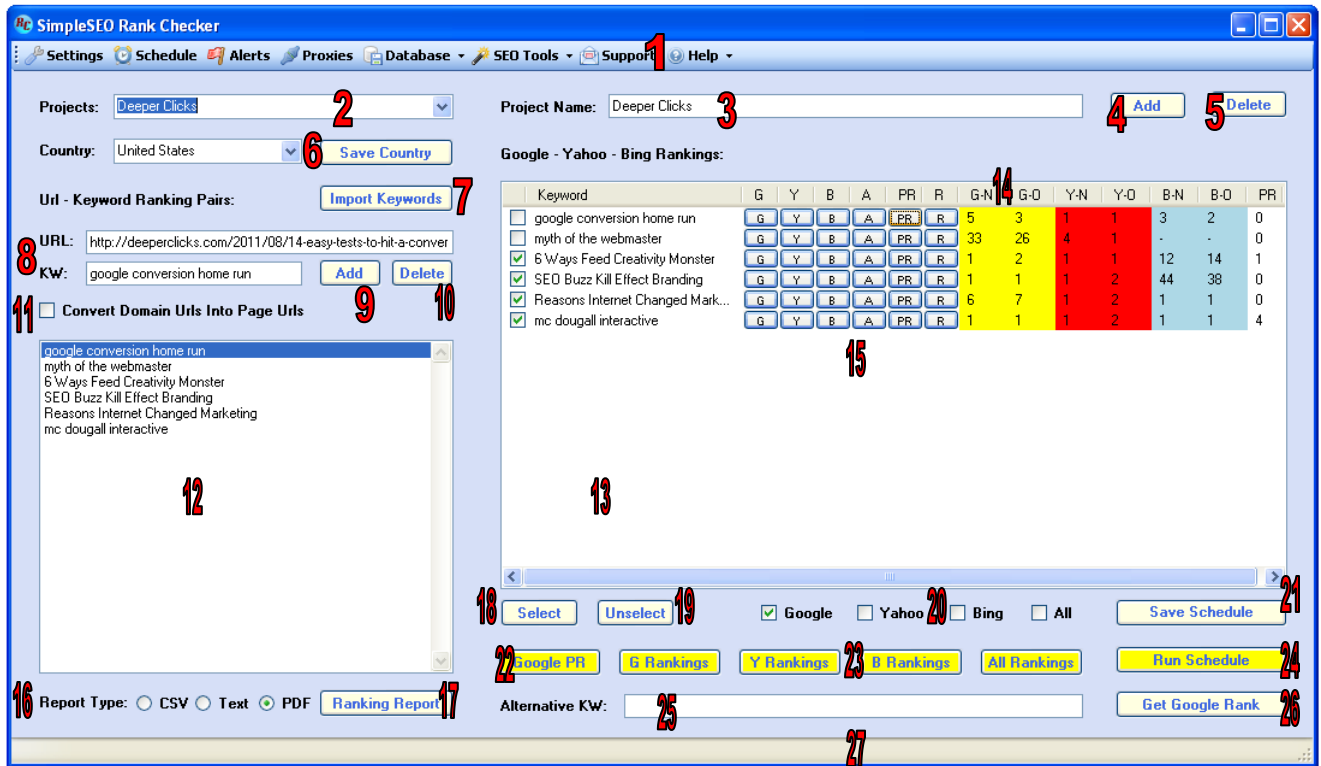 RC SimpleSEO Rank Checker
Settings Schedule Alerts Proxies Database SEO Tools Support Help
1
Projects: Deeper Clicks 2 Project Name: Deeper Clicks 3 Add 4 Delete 5
Country: United States 6 Save Country Google - Yahoo - Bing Rankings:
Url - Keyword Ranking Pairs: Import Keywords 7
Keyword G Y B A PR R G-N 14 G-O Y-N Y-O B-N B-O PR
google conversion home run G Y B A PR R 5 3 1 1 3 2 0
myth of the webmaster G Y B A PR R 33 26 4 1 - - 0
6 Ways Feed Creativity Monster G Y B A PR R 1 2 1 1 12 14 1
SEO Buzz Kill Effect Branding G Y B A PR R 1 1 1 2 44 38 0
Reasons Internet Changed Mark... G Y B A PR R 6 7 1 2 1 1 0
mc dougall interactive G Y B A PR R 1 1 1 2 1 1 4
15
13
URL: http://deeperclicks.com/2011/08/14-easy-tests-to-hit-a-conver
8
KW: google conversion home run Add Delete
9 10
11 Convert Domain Urls Into Page Urls
google conversion home run
myth of the webmaster
6 Ways Feed Creativity Monster
SEO Buzz Kill Effect Branding
Reasons Internet Changed Marketing
mc dougall interactive
12
18 Select Unselect 19 Google Yahoo 20 Bing All Save Schedule 21
22 Google PR G Rankings Y Rankings 23 B Rankings All Rankings Run Schedule 24
16 Report Type: CSV Text PDF Ranking Report 17 Alternative KW: 25 Get Google Rank 26
27